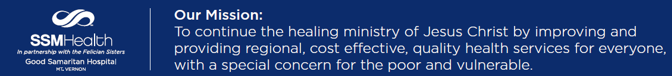 SSMHealth
In partnership with the Felician Sisters
Good Samaritan Hospital
MT. VERNON
Our Mission:
To continue the healing ministry of Jesus Christ by improving and
providing regional, cost effective, quality health services for everyone,
with a special concern for the poor and vulnerable.